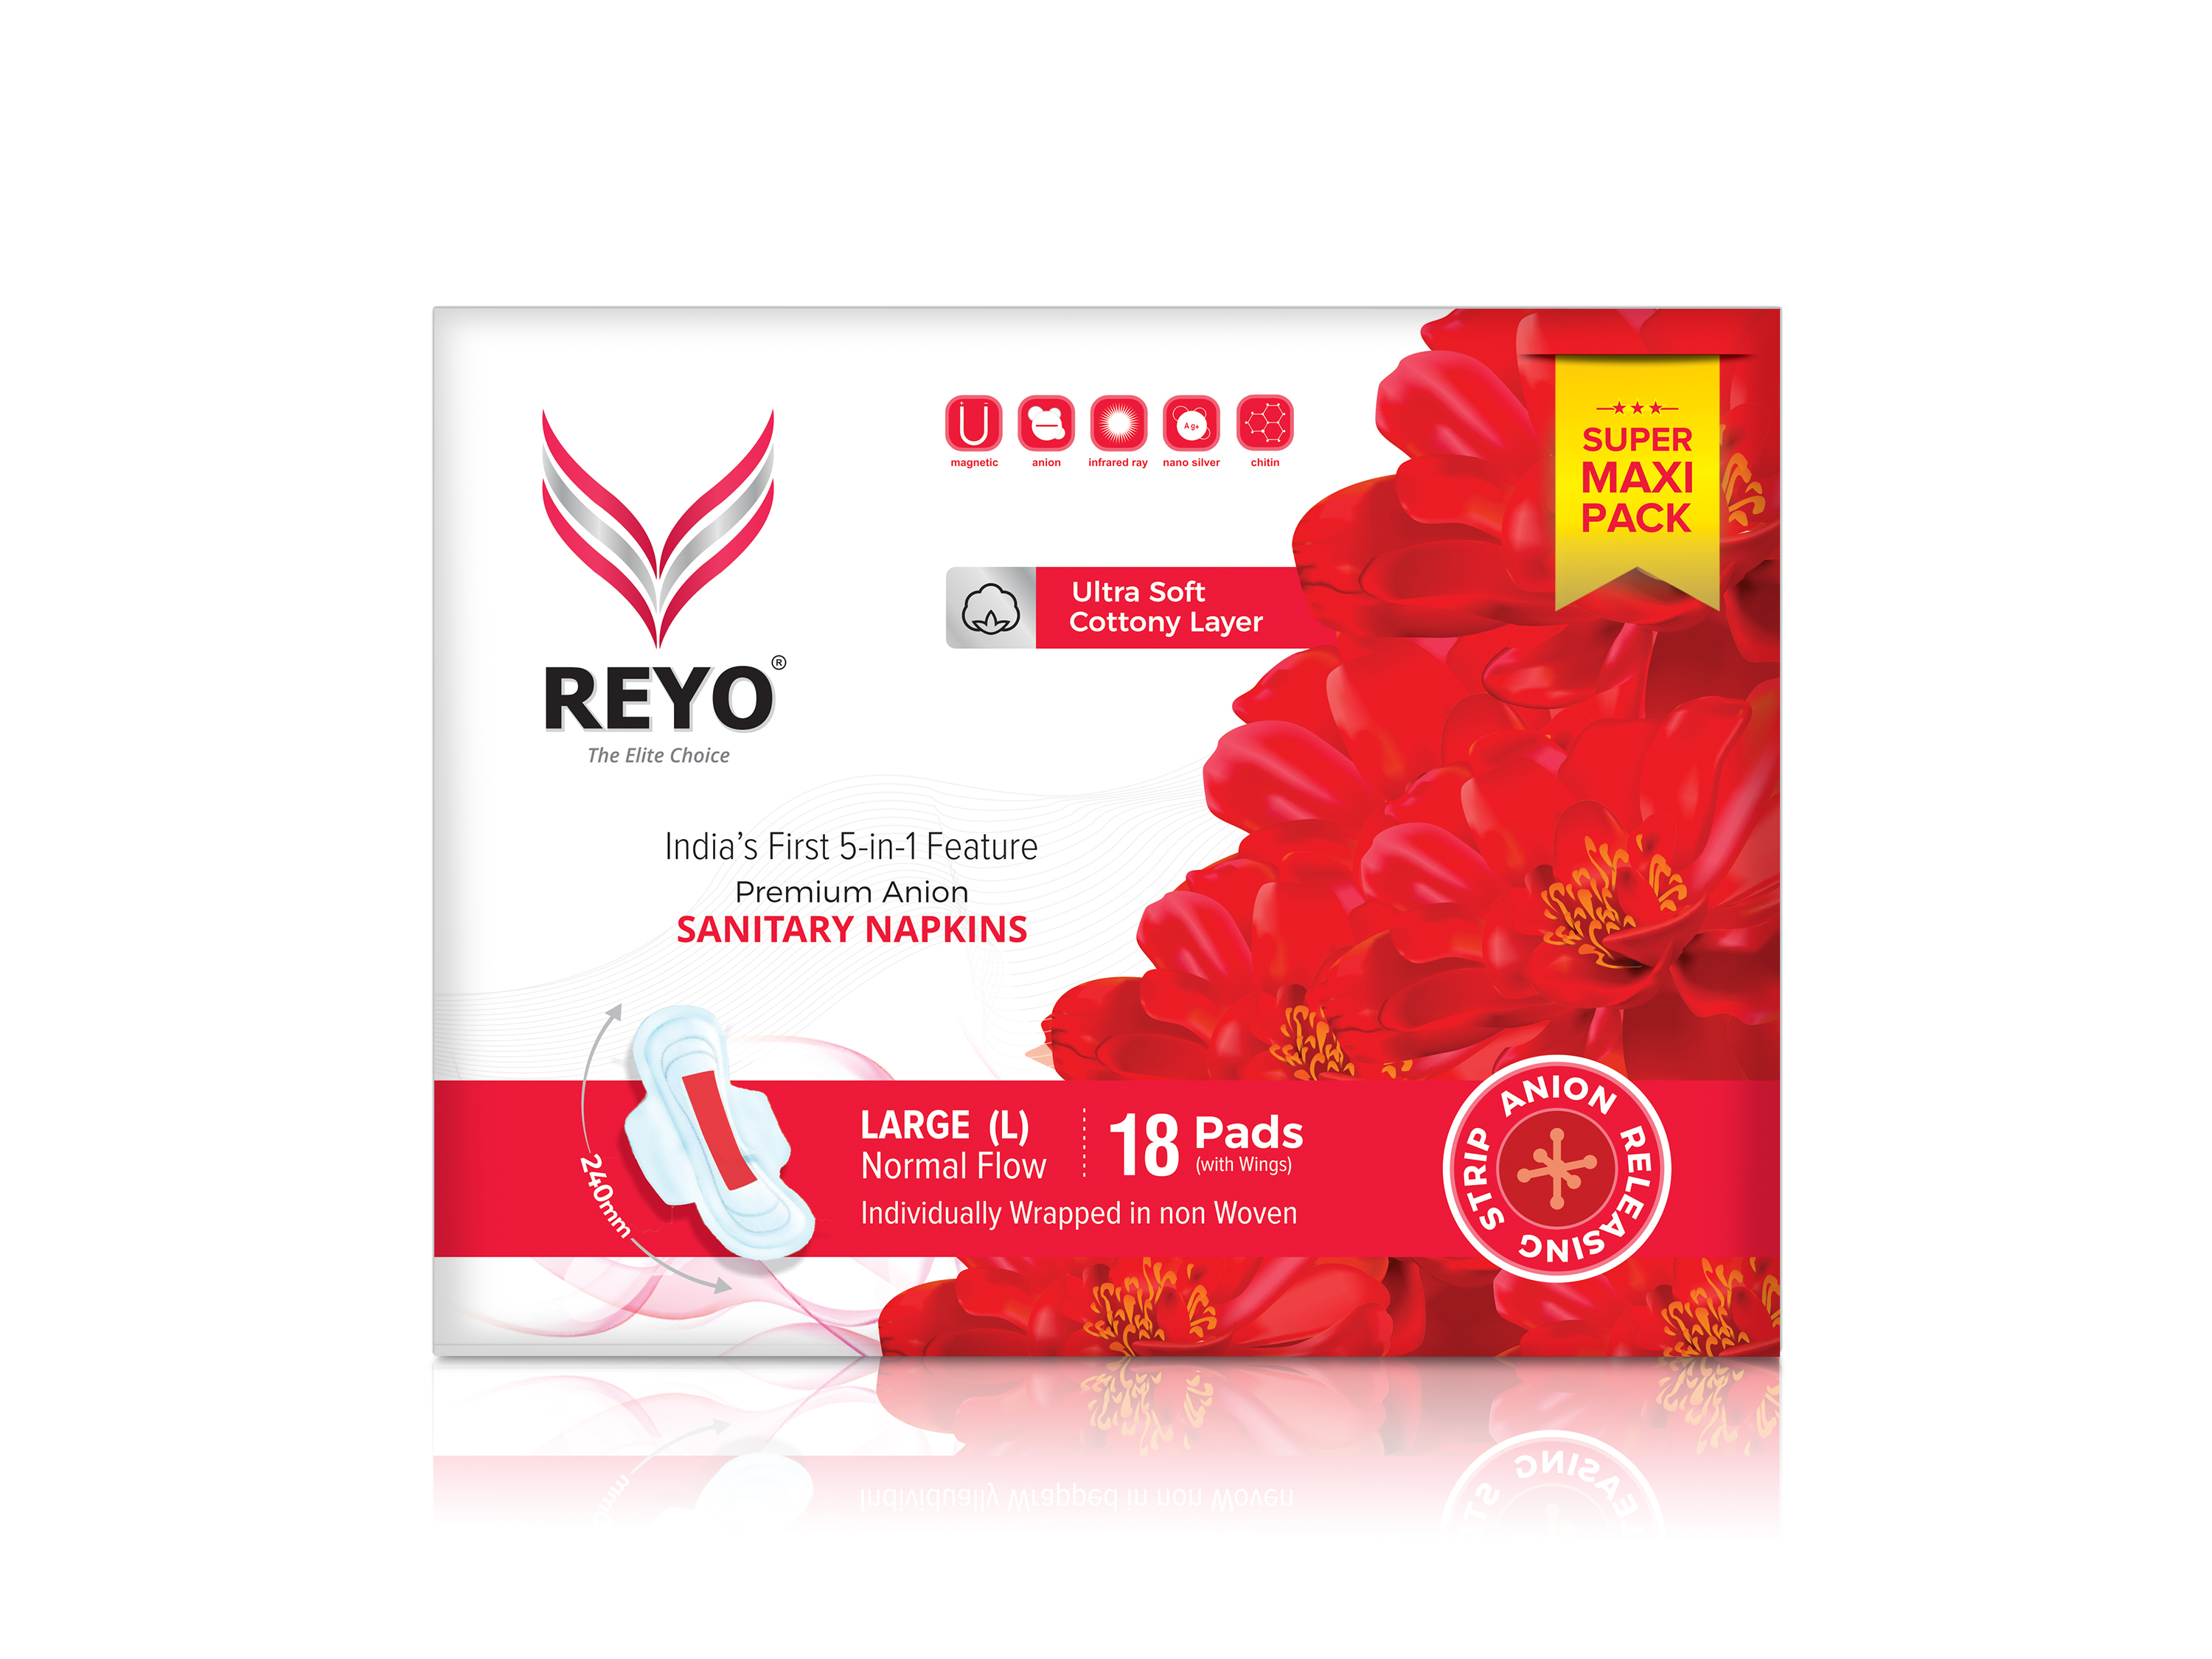 REYO®
The Elite Choice
magnetic
anion
infrared ray
nano silver
Ag+
chitin
SUPER
MAXI
PACK
Ultra Soft
Cottony Layer
India's First 5-in-1 Feature
Premium Anion
SANITARY NAPKINS
240mm
LARGE (L)
Normal Flow
18 Pads
(with Wings)
Individually Wrapped in non Woven
ANION RELEASING STRIP